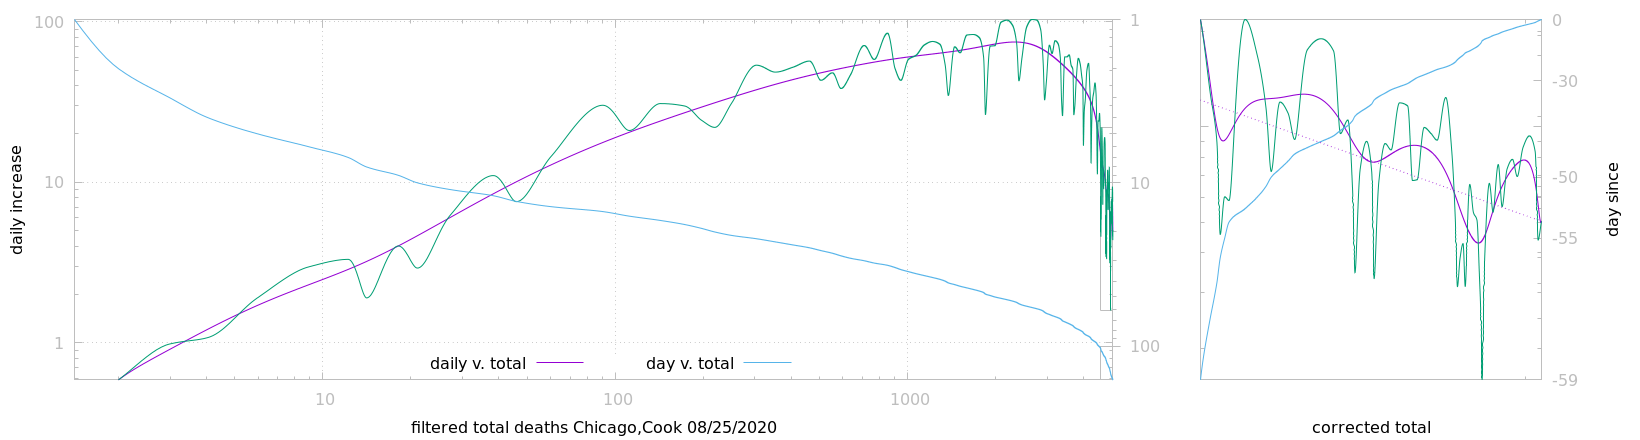 100
10
1
daily increase
10
100
1000
1
10
100
daily v. total
day v. total
filtered total deaths Chicago,Cook 08/25/2020
0
-30
-50
-55
-59
day since
corrected total